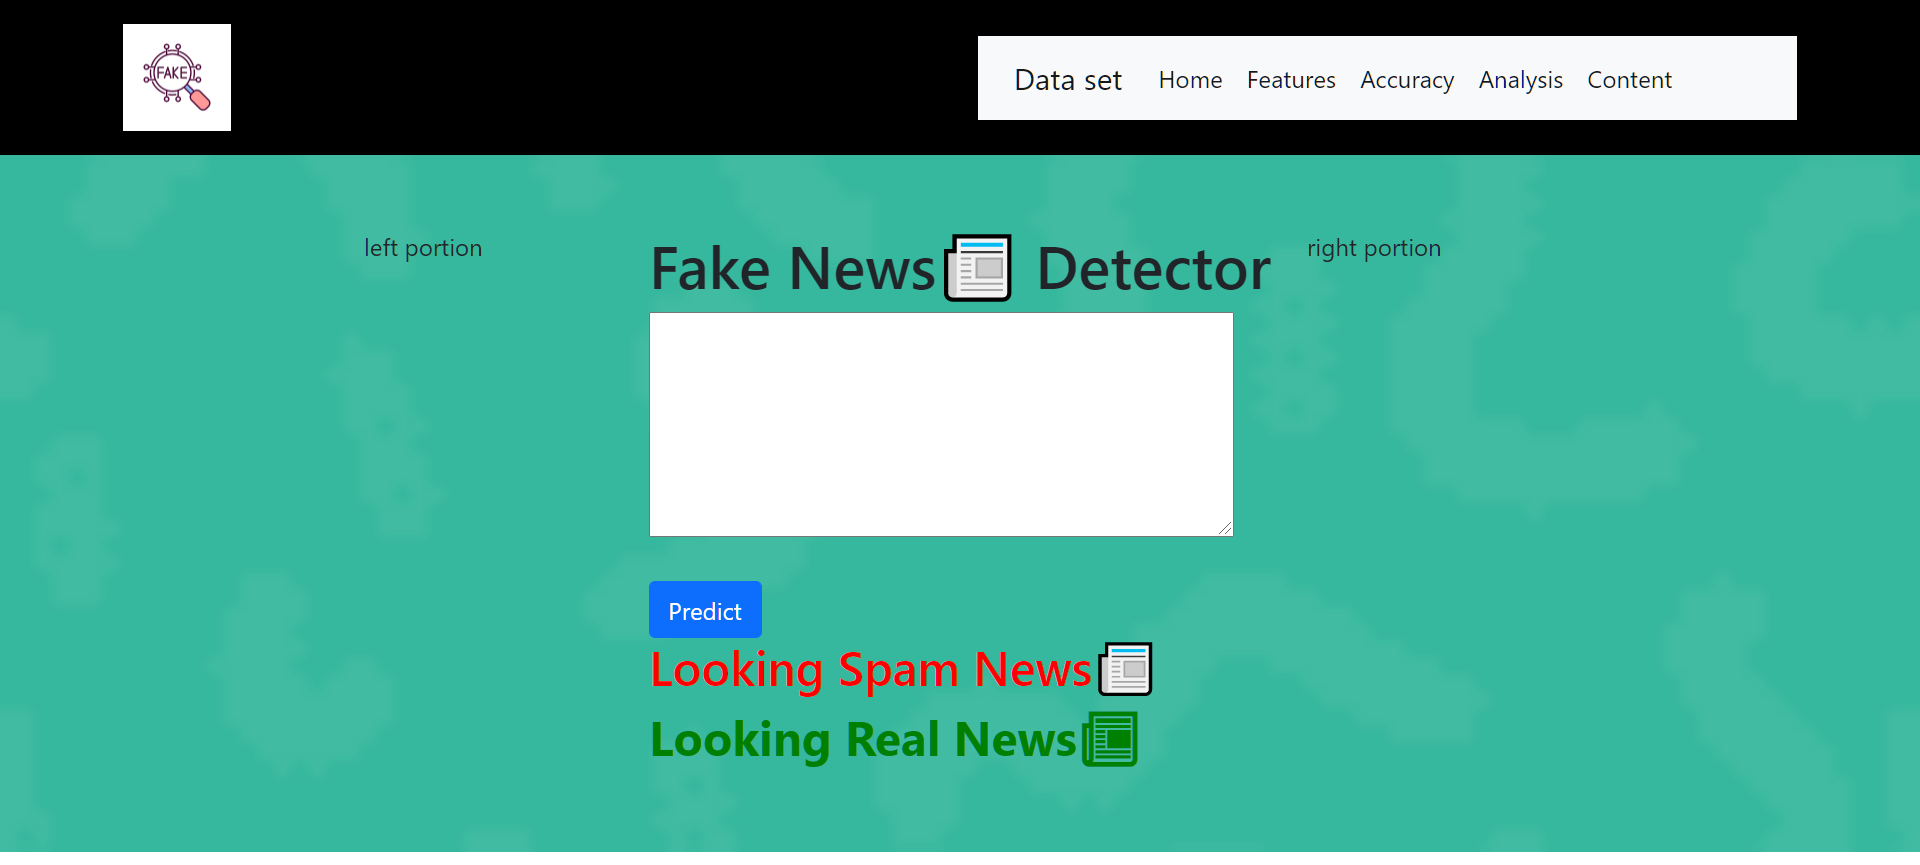 FAKE
Data set Home Features Accuracy Analysis Content
left portion
Fake News📰 Detector
right portion
Predict
Looking Spam News📰
Looking Real News📰